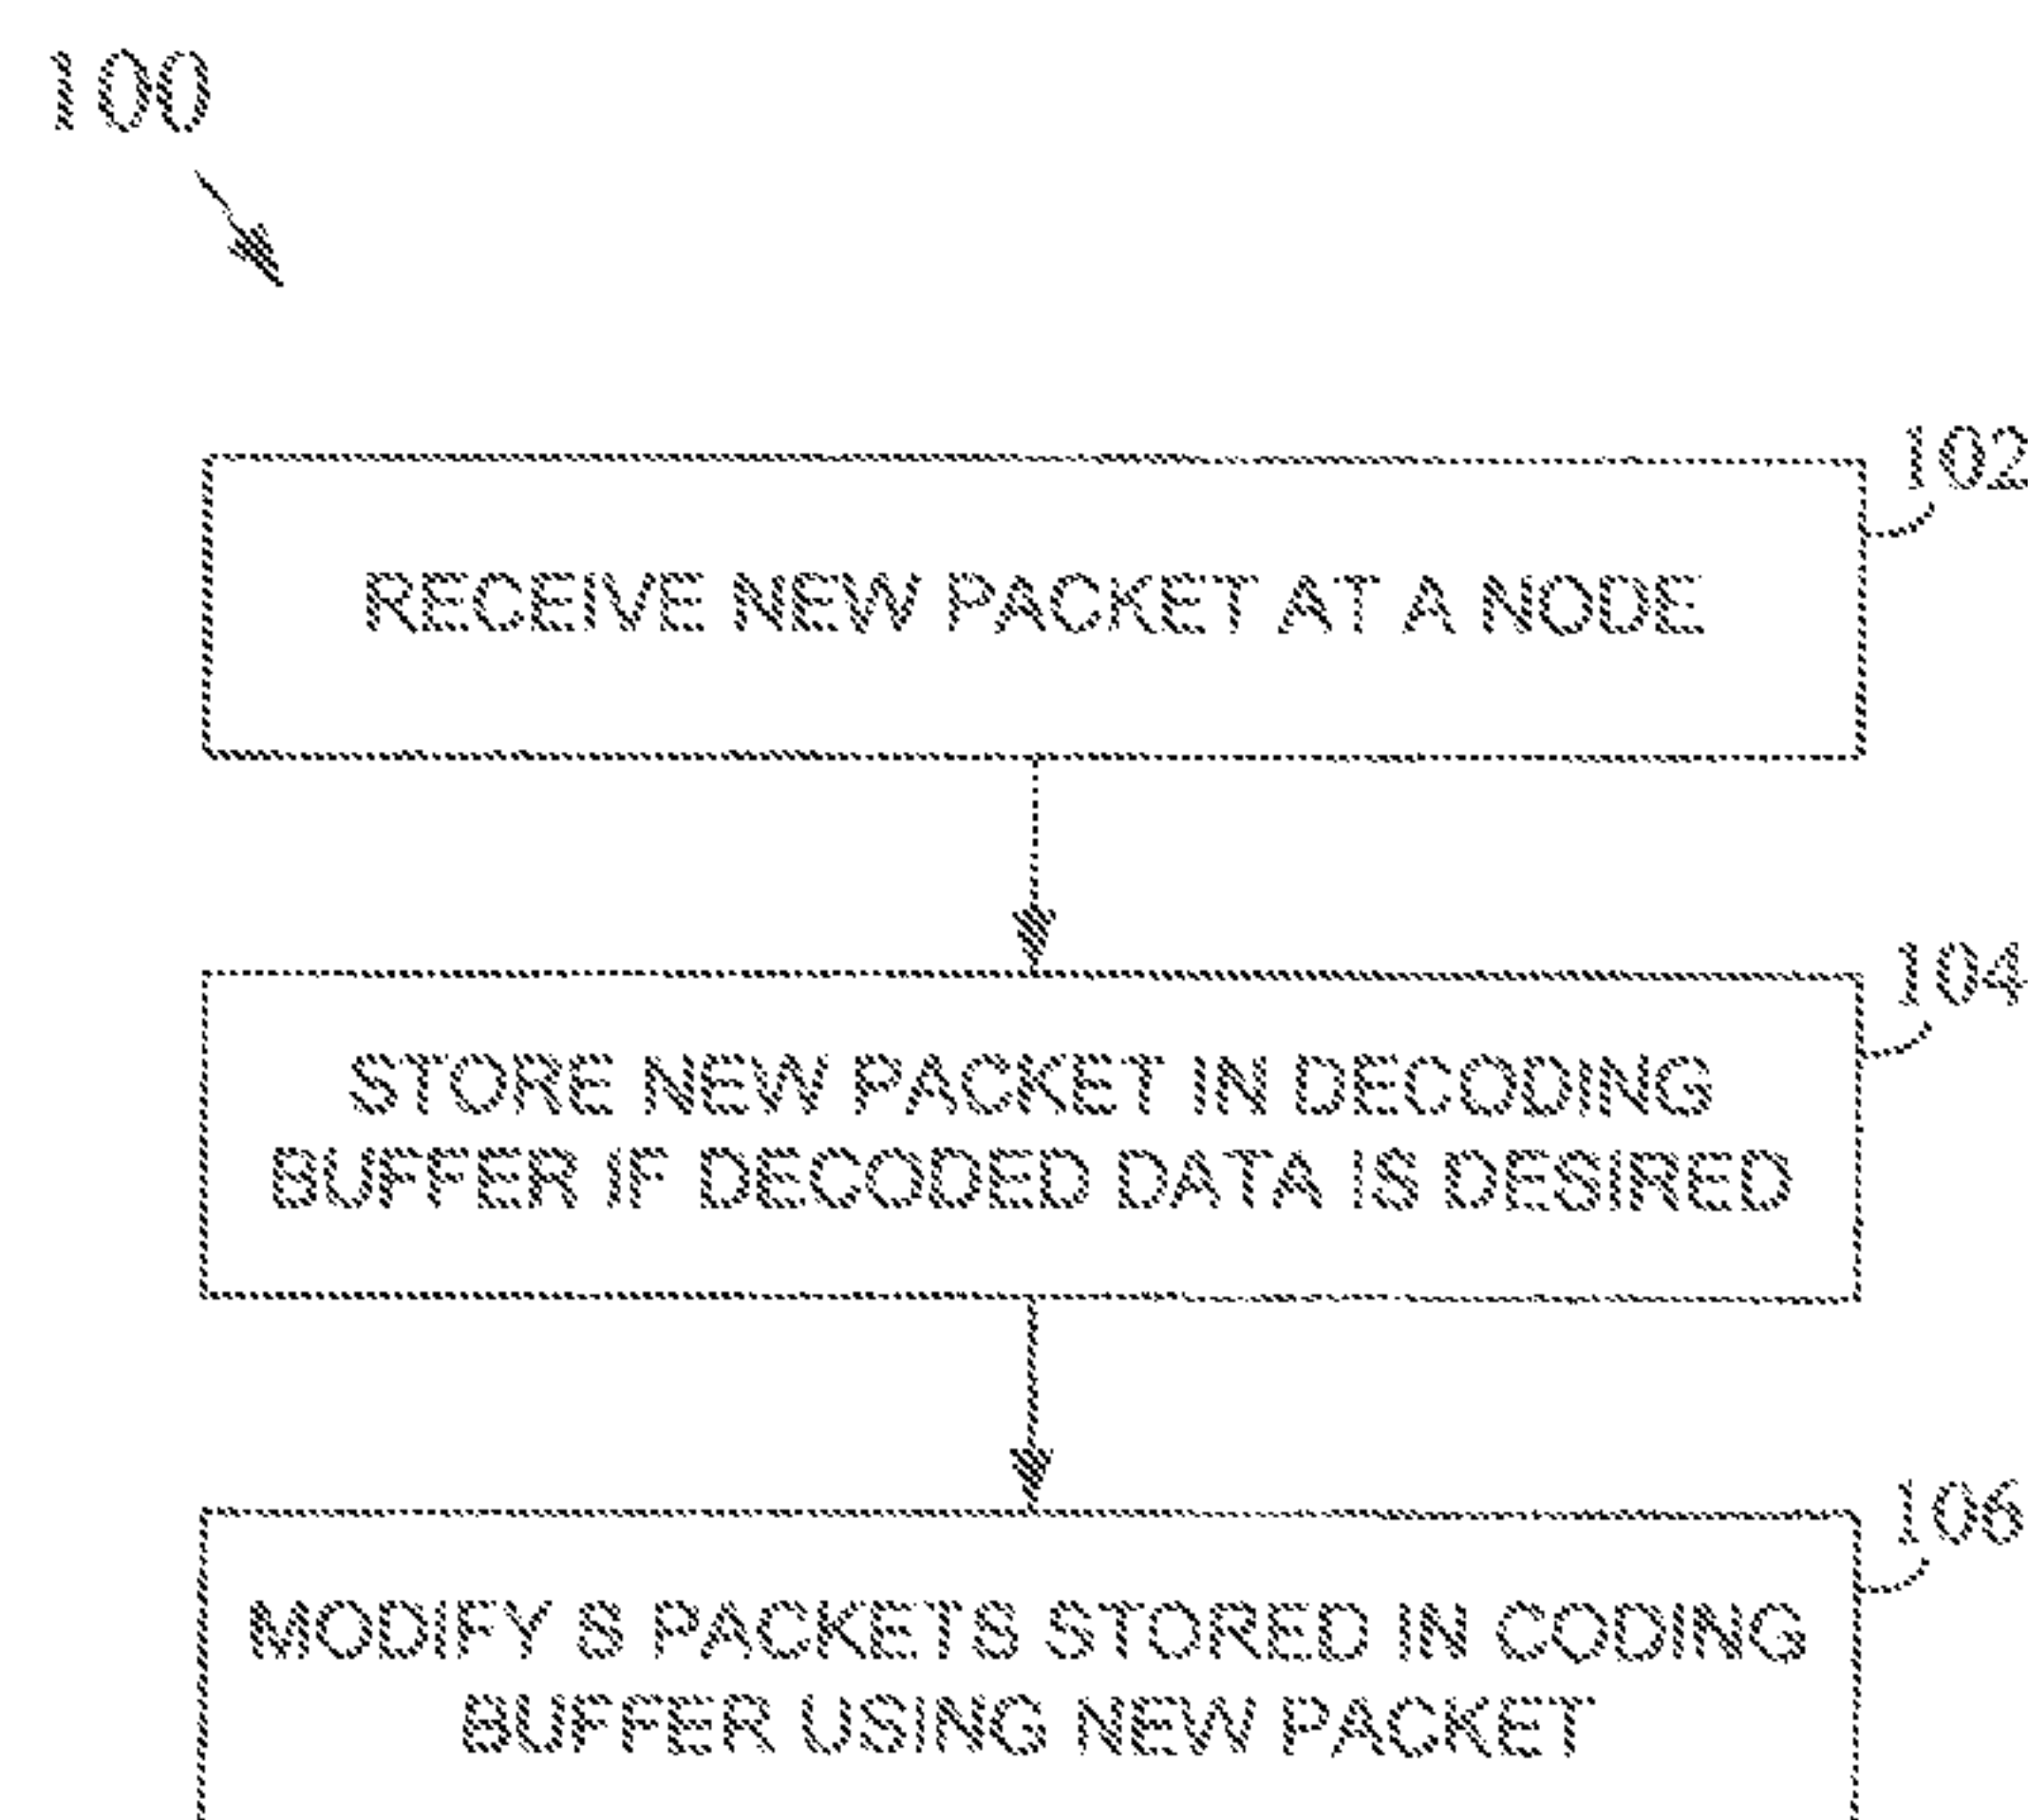 100
102
RECEIVE NEW PACKET AT A NODE
104
STORE NEW PACKET IN DECODING
BUFFER IF DECODED DATA IS DESIRED
106
MODIFY S PACKETS STORED IN CODING
BUFFER USING NEW PACKET